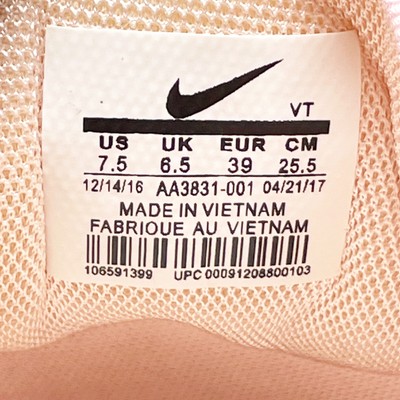 VT
US UK EUR CM
7.5 6.5 39 25.5
12/14/16 AA3831-001 04/21/17
MADE IN VIETNAM
FABRIQUE AU VIETNAM
106591399 UPC 00091208800103